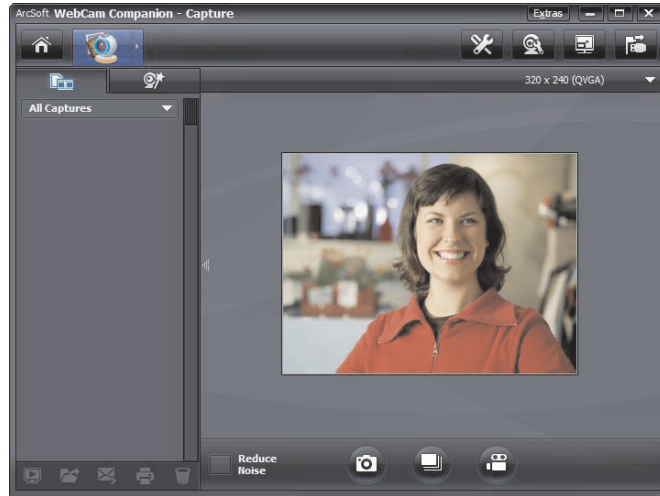 ArcSoft WebCam Companion - Capture
Extras
320 x 240 (QVGA)
All Captures
Reduce
Noise